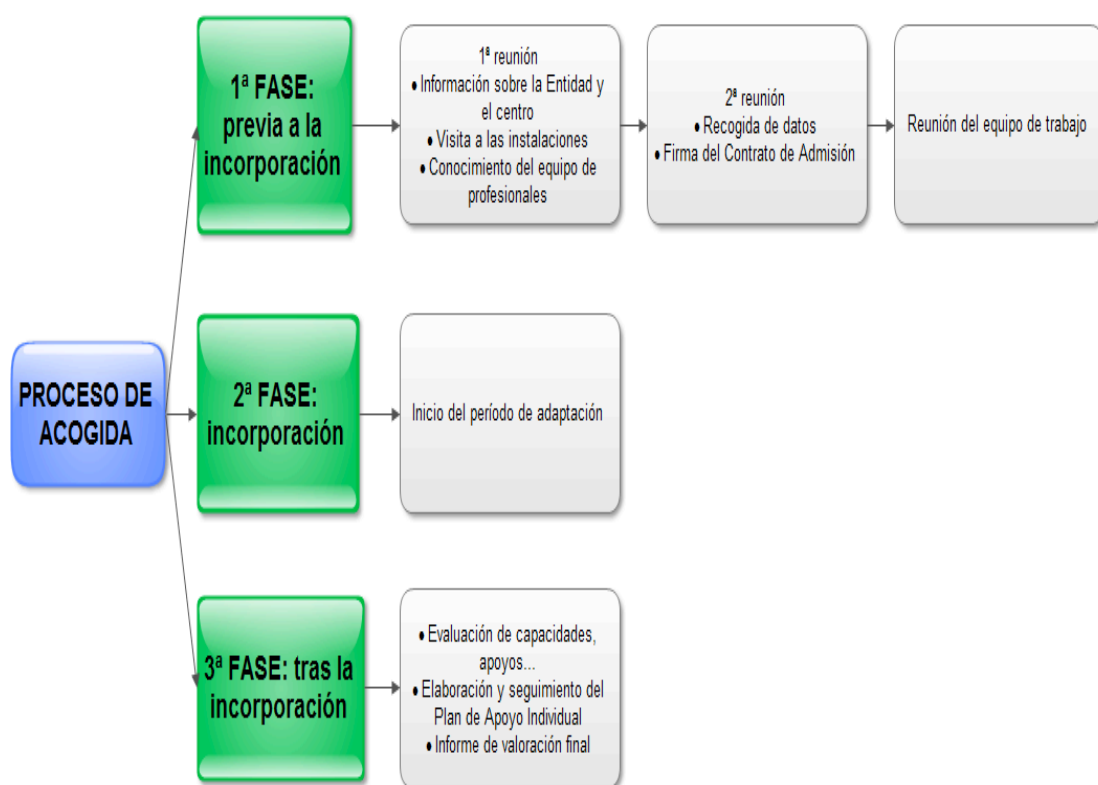 1ª FASE:
previa a la
incorporación
1ª reunión
• Información sobre la Entidad y
el centro
• Visita a las instalaciones
• Conocimiento del equipo de
profesionales
2ª reunión
• Recogida de datos
• Firma del Contrato de Admisión
Reunión del equipo de trabajo
PROCESO DE
ACOGIDA
2ª FASE:
incorporación
Inicio del período de adaptación
3ª FASE: tras la
incorporación
• Evaluación de capacidades,
apoyos...
• Elaboración y seguimiento del
Plan de Apoyo Individual
• Informe de valoración final